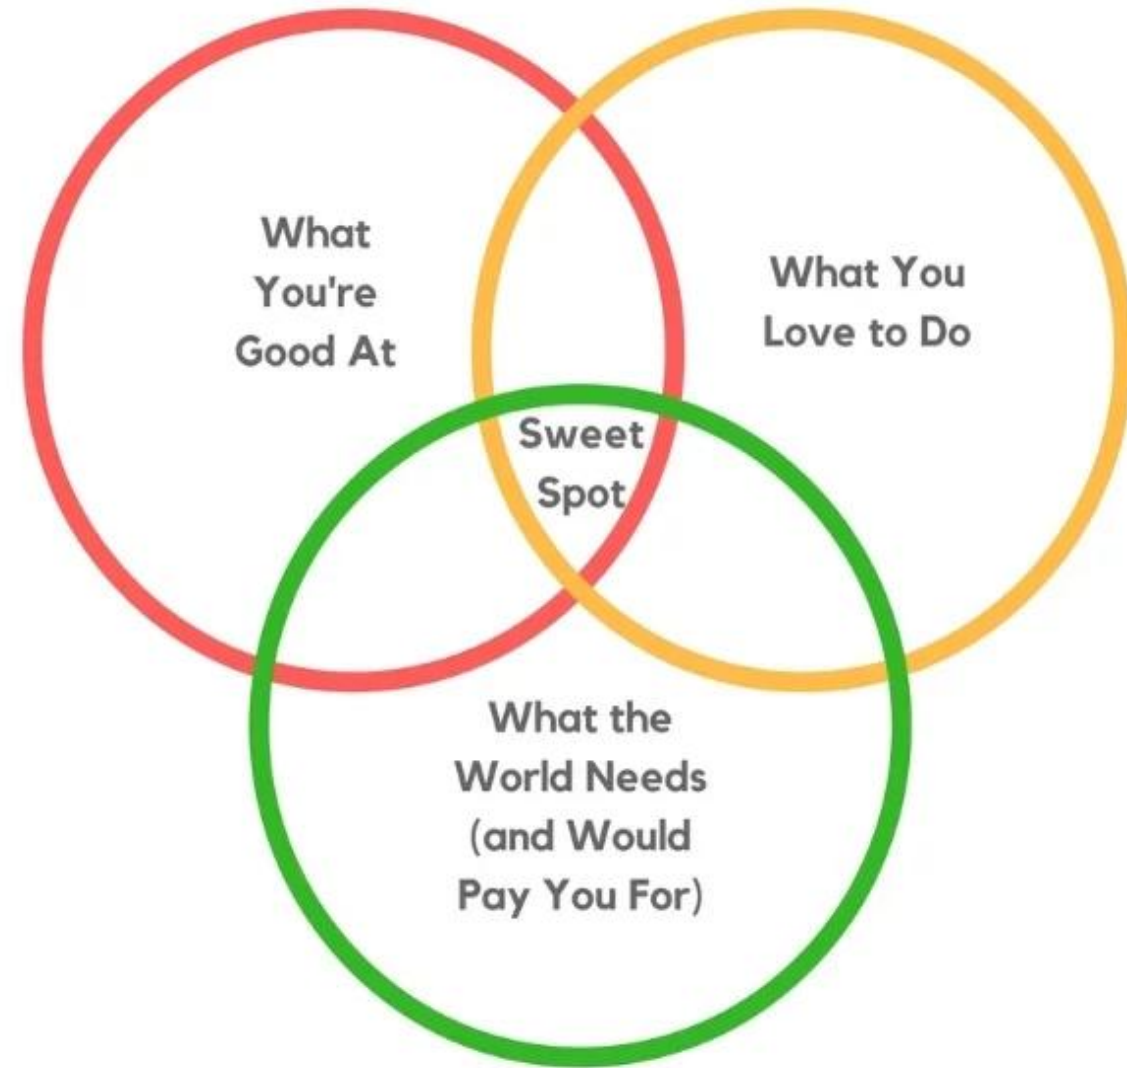 What
You're
Good At
What You
Love to Do
Sweet
Spot
What the
World Needs
(and Would
Pay You For)